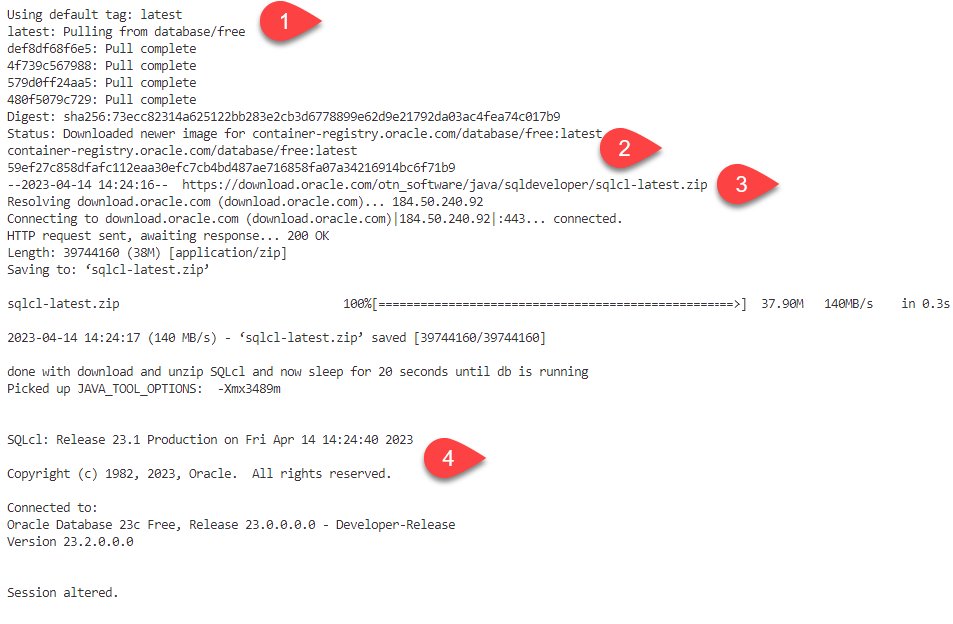 Using default tag: latest
latest: Pulling from database/free
1
def8df68f6e5: Pull complete
4f739c567988: Pull complete
579d0ff24aa5: Pull complete
480f5079c729: Pull complete
Digest: sha256:73ecc82314a625122bb283e2cb3d6778899e62d9e21792da03ac4fea74c017b9
Status: Downloaded newer image for container-registry.oracle.com/database/free:latest
container-registry.oracle.com/database/free:latest
2
59ef27c858dfafc112eaa30efc7cb4bd487ae716858fa07a34216914bc6f71b9
--2023-04-14 14:24:16--  https://download.oracle.com/otn_software/java/sqldeveloper/sqlcl-latest.zip
3
Resolving download.oracle.com (download.oracle.com)... 184.50.240.92
Connecting to download.oracle.com (download.oracle.com)|184.50.240.92|:443... connected.
HTTP request sent, awaiting response... 200 OK
Length: 39744160 (38M) [application/zip]
Saving to: ‘sqlcl-latest.zip’
sqlcl-latest.zip 100%[===================================================>] 37.90M 140MB/s in 0.3s
2023-04-14 14:24:17 (140 MB/s) - ‘sqlcl-latest.zip’ saved [39744160/39744160]
done with download and unzip SQLcl and now sleep for 20 seconds until db is running
Picked up JAVA_TOOL_OPTIONS:  -Xmx3489m
SQLcl: Release 23.1 Production on Fri Apr 14 14:24:40 2023
4
Copyright (c) 1982, 2023, Oracle.  All rights reserved.
Connected to:
Oracle Database 23c Free, Release 23.0.0.0.0 - Developer-Release
Version 23.2.0.0.0
Session altered.